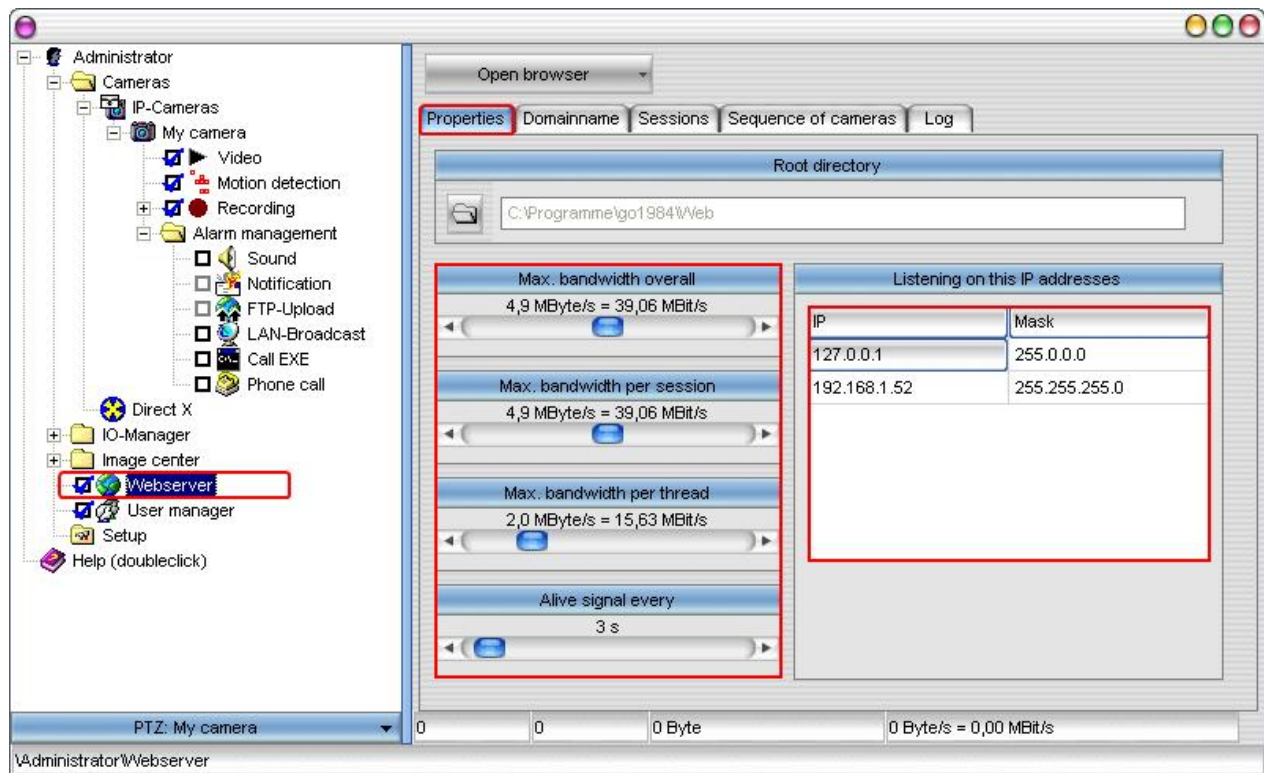 Administrator
Cameras
IP-Cameras
My camera
Video
Motion detection
Recording
Alarm management
Sound
Notification
FTP-Upload
LAN-Broadcast
Call EXE
Phone call
Direct X
IO-Manager
Image center
Webserver
User manager
Setup
Help (doubleclick)
PTZ: My camera
Open browser
Properties Domainname Sessions Sequence of cameras Log
Root directory
C:\Programme\go1984\Web
Max. bandwidth overall
4,9 MByte/s = 39,06 MBit/s
Max. bandwidth per session
4,9 MByte/s = 39,06 MBit/s
Max. bandwidth per thread
2,0 MByte/s = 15,63 MBit/s
Alive signal every
3 s
Listening on this IP addresses
IP Mask
127.0.0.1 255.0.0.0
192.168.1.52 255.255.255.0
0 0 0 Byte 0 Byte/s = 0,00 MBit/s
\Administrator\Webserver